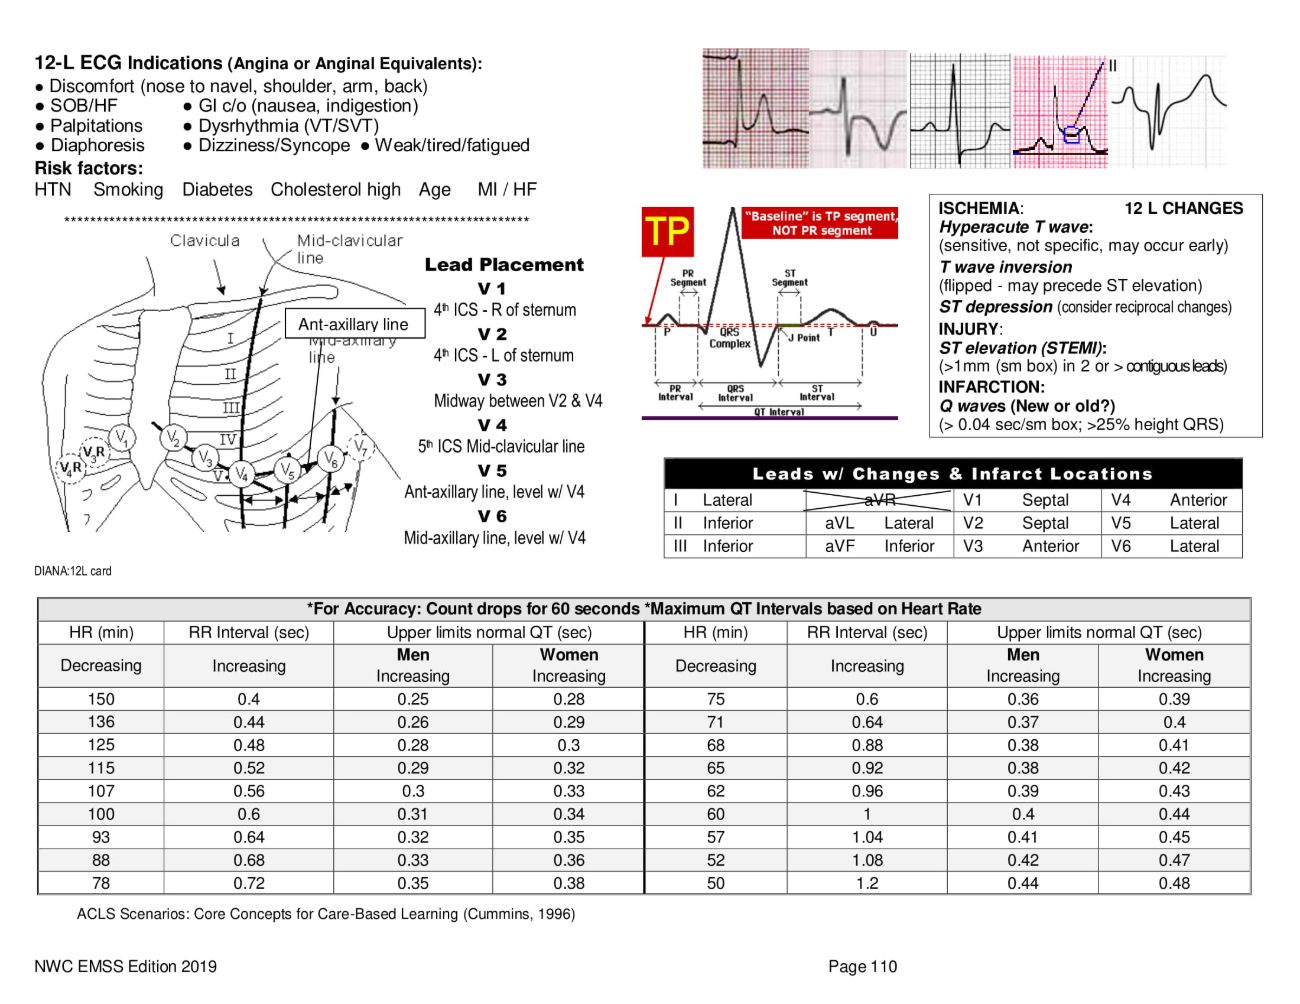 12-L ECG Indications (Angina or Anginal Equivalents):
● Discomfort (nose to navel, shoulder, arm, back)
● SOB/HF ● GI c/o (nausea, indigestion)
● Palpitations ● Dysrhythmia (VT/SVT)
● Diaphoresis ● Dizziness/Syncope ● Weak/tired/fatigued
Risk factors:
HTN Smoking Diabetes Cholesterol high Age MI / HF
***********************************************************************
Clavicula
Mid-clavicular
line
Ant-axillary line
Mid-axillary
line
I
II
III
IV
V
V1
V2
V3
V4
V5
V6
V7
V3R
V4R
Lead Placement
V 1
4th ICS - R of sternum
V 2
4th ICS - L of sternum
V 3
Midway between V2 & V4
V 4
5th ICS Mid-clavicular line
V 5
Ant-axillary line, level w/ V4
V 6
Mid-axillary line, level w/ V4
DIANA:12L card
II
TP
"Baseline" is TP segment,
NOT PR segment
PR
Segment
ST
Segment
P
QRS
Complex
J Point
T
U
PR
Interval
QRS
Interval
ST
Interval
QT Interval
ISCHEMIA: 12 L CHANGES
Hyperacute T wave:
(sensitive, not specific, may occur early)
T wave inversion
(flipped - may precede ST elevation)
ST depression (consider reciprocal changes)
INJURY:
ST elevation (STEMI):
(>1mm (sm box) in 2 or > contiguous leads)
INFARCTION:
Q waves (New or old?)
(> 0.04 sec/sm box; >25% height QRS)
Leads w/ Changes & Infarct Locations
I Lateral aVR V1 Septal V4 Anterior
II Inferior aVL Lateral V2 Septal V5 Lateral
III Inferior aVF Inferior V3 Anterior V6 Lateral
*For Accuracy: Count drops for 60 seconds *Maximum QT Intervals based on Heart Rate
HR (min) RR Interval (sec) Upper limits normal QT (sec) HR (min) RR Interval (sec) Upper limits normal QT (sec)
Decreasing Increasing Men Increasing Women Increasing Decreasing Increasing Men Increasing Women Increasing
150 0.4 0.25 0.28 75 0.6 0.36 0.39
136 0.44 0.26 0.29 71 0.64 0.37 0.4
125 0.48 0.28 0.3 68 0.88 0.38 0.41
115 0.52 0.29 0.32 65 0.92 0.38 0.42
107 0.56 0.3 0.33 62 0.96 0.39 0.43
100 0.6 0.31 0.34 60 1 0.4 0.44
93 0.64 0.32 0.35 57 1.04 0.41 0.45
88 0.68 0.33 0.36 52 1.08 0.42 0.47
78 0.72 0.35 0.38 50 1.2 0.44 0.48
ACLS Scenarios: Core Concepts for Care-Based Learning (Cummins, 1996)
NWC EMSS Edition 2019 Page 110